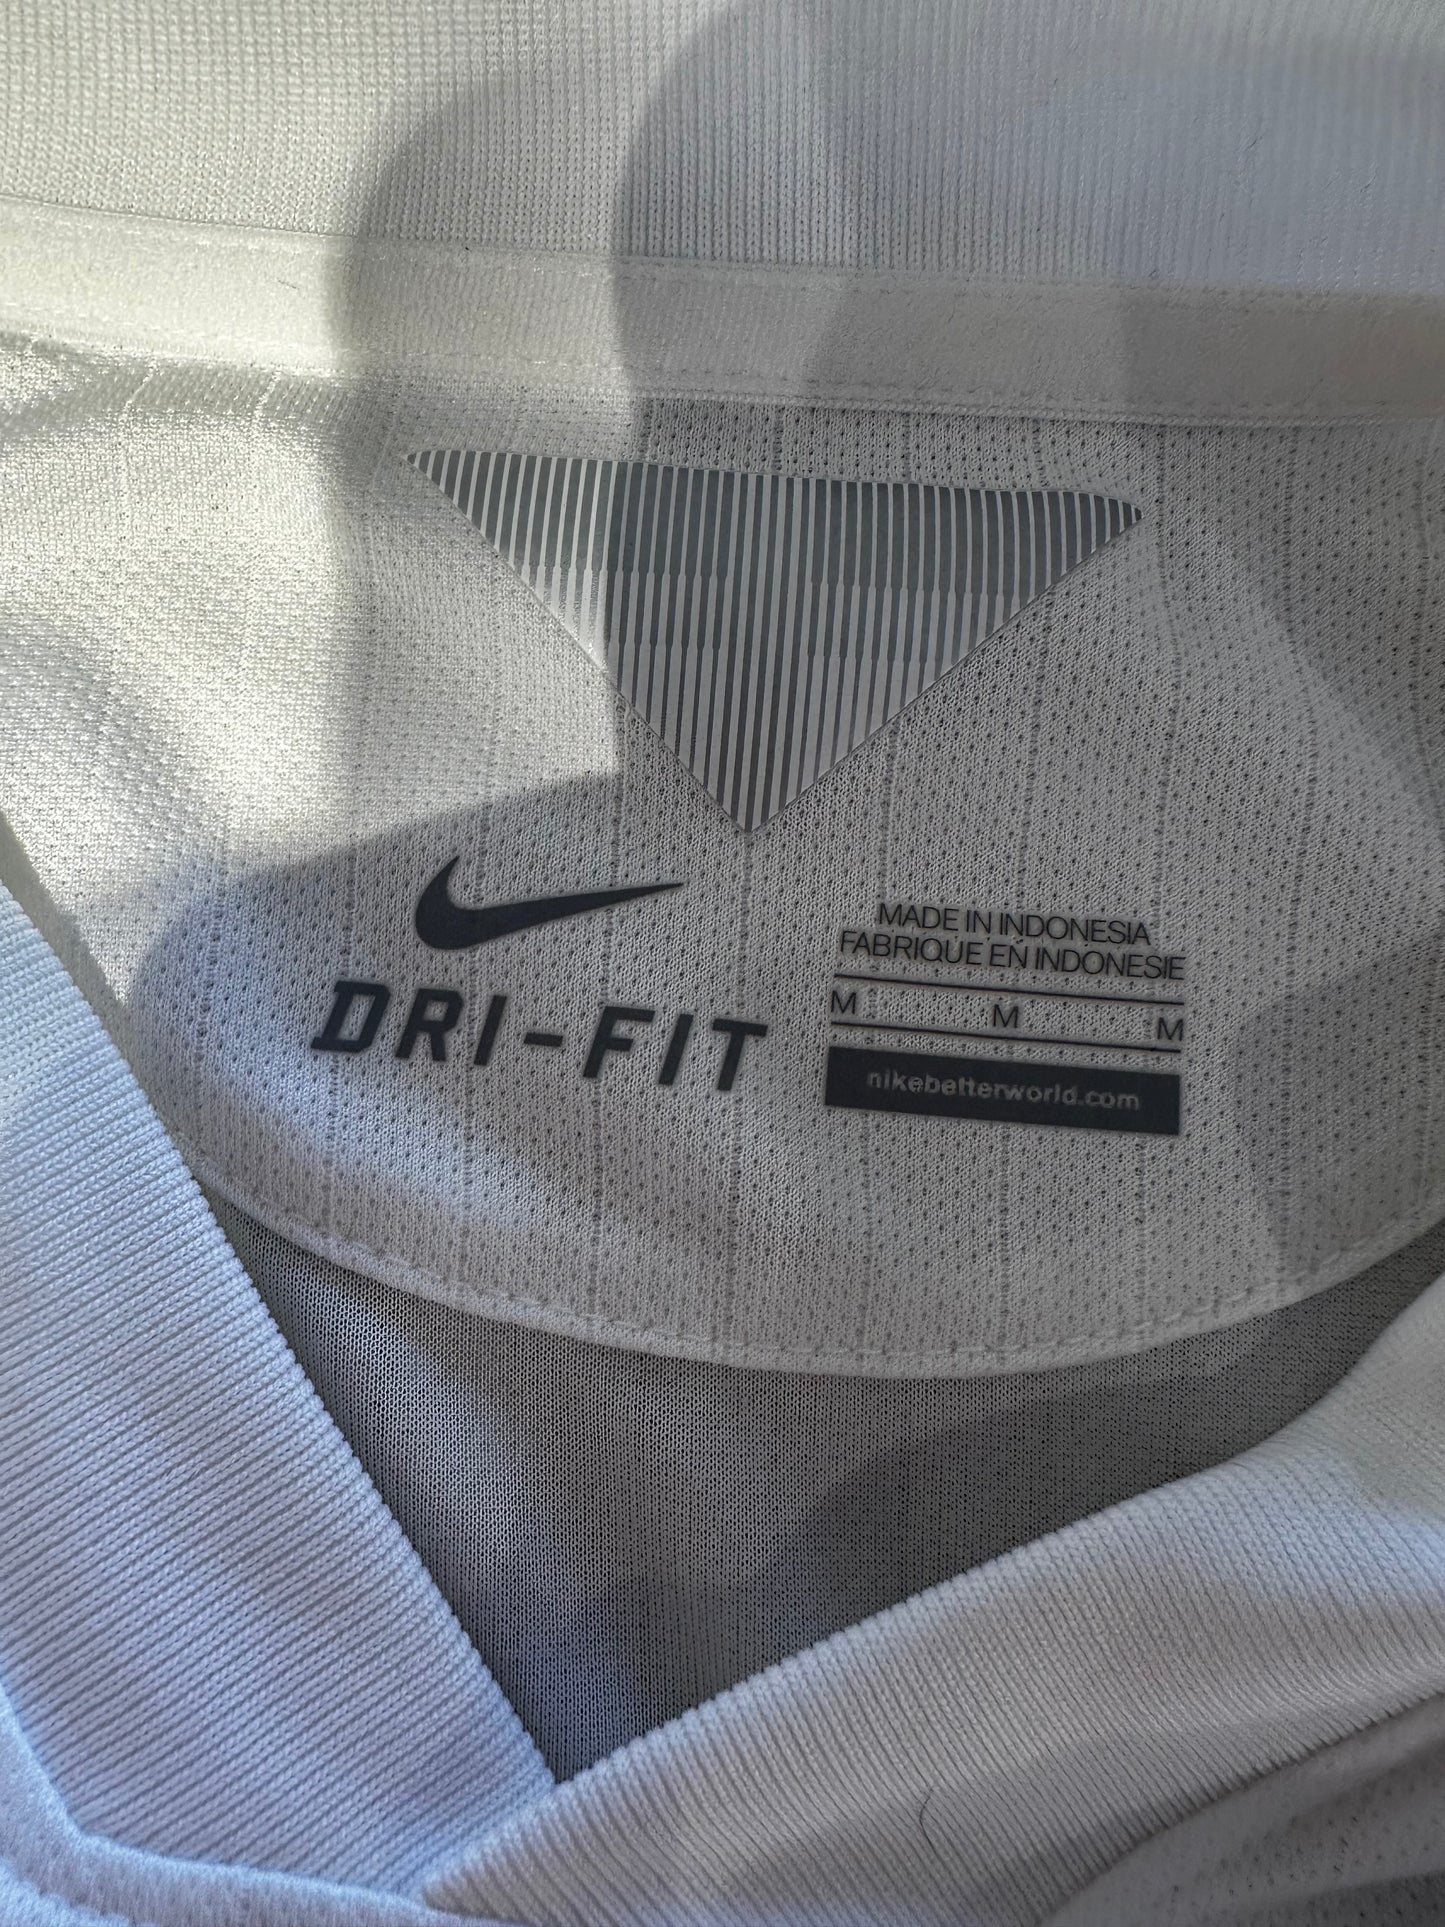 DRI-FIT
MADE IN INDONESIA
FABRIQUE EN INDONESIE
M M M
nikebetterworld.com